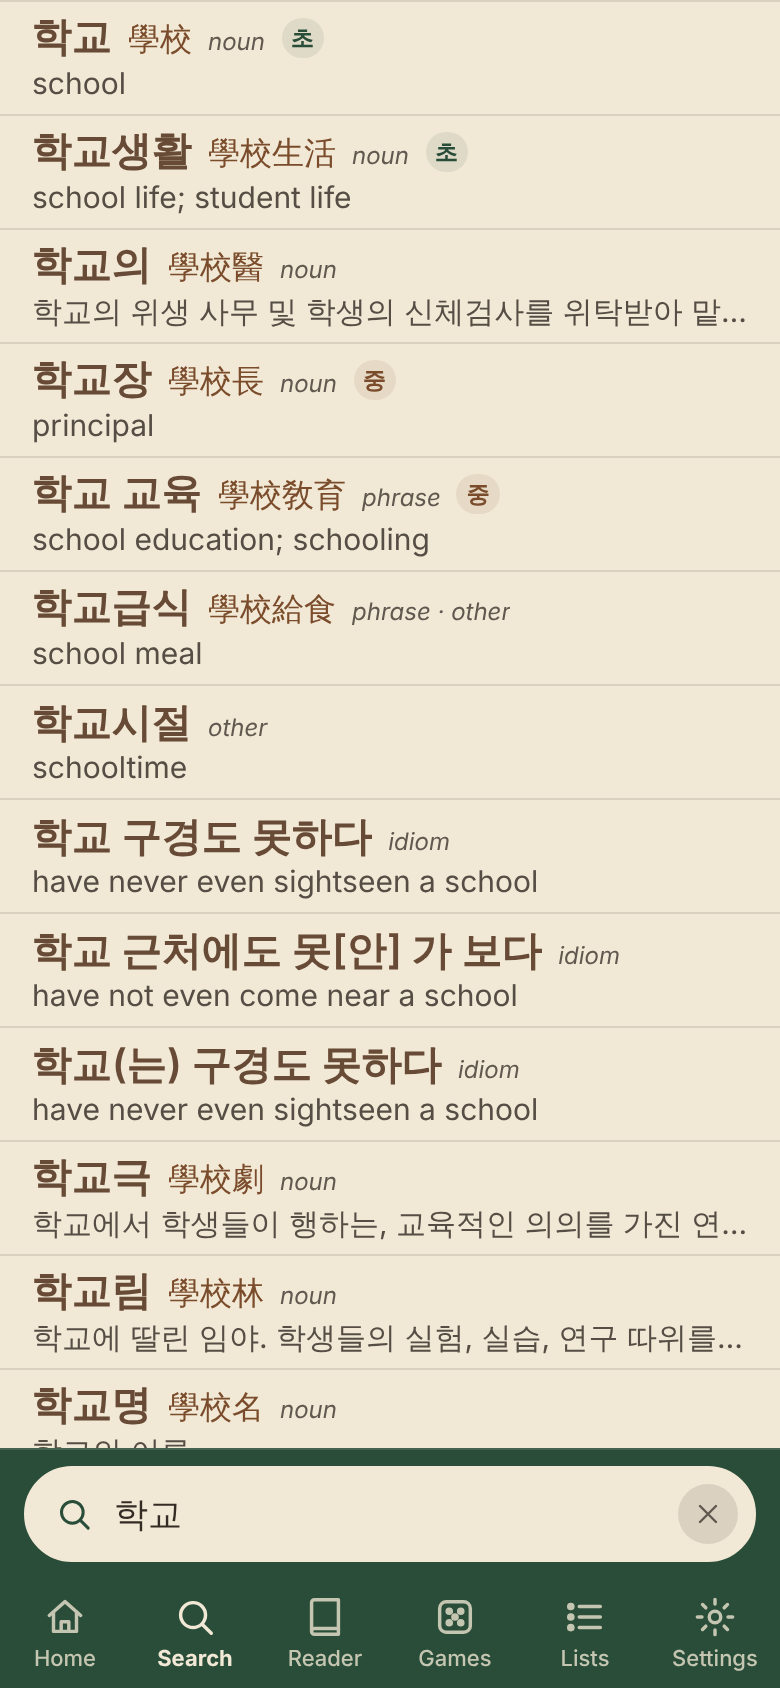 학교 學校 noun 초
school
학교생활 學校生活 noun 초
school life; student life
학교의 學校醫 noun
학교의 위생 사무 및 학생의 신체검사를 위탁받아 맡...
학교장 學校長 noun 중
principal
학교 교육 學校敎育 phrase 중
school education; schooling
학교급식 學校給食 phrase · other
school meal
학교시절 other
schooltime
학교 구경도 못하다 idiom
have never even sightseen a school
학교 근처에도 못[안] 가 보다 idiom
have not even come near a school
학교(는) 구경도 못하다 idiom
have never even sightseen a school
학교극 學校劇 noun
학교에서 학생들이 행하는, 교육적인 의의를 가진 연...
학교림 學校林 noun
학교에 딸린 임야. 학생들의 실험, 실습, 연구 따위를...
학교명 學校名 noun
학교
Home Search Reader Games Lists Settings